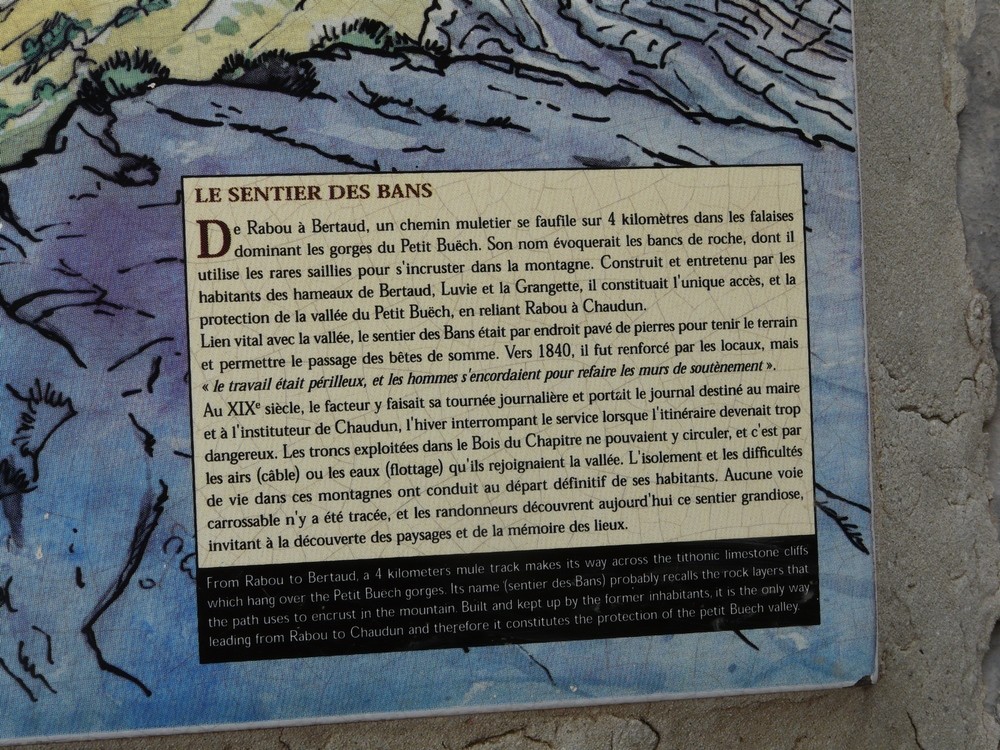 LE SENTIER DES BANS
De Rabou à Bertaud, un chemin muletier se faufile sur 4 kilomètres dans les falaises
dominant les gorges du Petit Buëch. Son nom évoquerait les bancs de roche, dont il
utilise les rares saillies pour s'incruster dans la montagne. Construit et entretenu par les
habitants des hameaux de Bertaud, Luvie et la Grangette, il constituait l'unique accès, et la
protection de la vallée du Petit Buëch, en reliant Rabou à Chaudun.
Lien vital avec la vallée, le sentier des Bans était par endroit pavé de pierres pour tenir le terrain
et permettre le passage des bêtes de somme. Vers 1840, il fut renforcé par les locaux, mais
« le travail était périlleux, et les hommes s'encordaient pour refaire les murs de soutènement ».
Au XIXe siècle, le facteur y faisait sa tournée journalière et portait le journal destiné au maire
et à l'instituteur de Chaudun, l'hiver interrompant le service lorsque l'itinéraire devenait trop
dangereux. Les troncs exploitées dans le Bois du Chapitre ne pouvaient y circuler, et c'est par
les airs (câble) ou les eaux (flottage) qu'ils rejoignaient la vallée. L'isolement et les difficultés
de vie dans ces montagnes ont conduit au départ définitif de ses habitants. Aucune voie
carrossable n'y a été tracée, et les randonneurs découvrent aujourd'hui ce sentier grandiose,
invitant à la découverte des paysages et de la mémoire des lieux.
From Rabou to Bertaud, a 4 kilometers mule track makes its way across the tithonic limestone cliffs
which hang over the Petit Buech gorges. Its name (sentier des Bans) probably recalls the rock layers that
the path uses to encrust in the mountain. Built and kept up by the former inhabitants, it is the only way
leading from Rabou to Chaudun and therefore it constitutes the protection of the petit Buech valley.